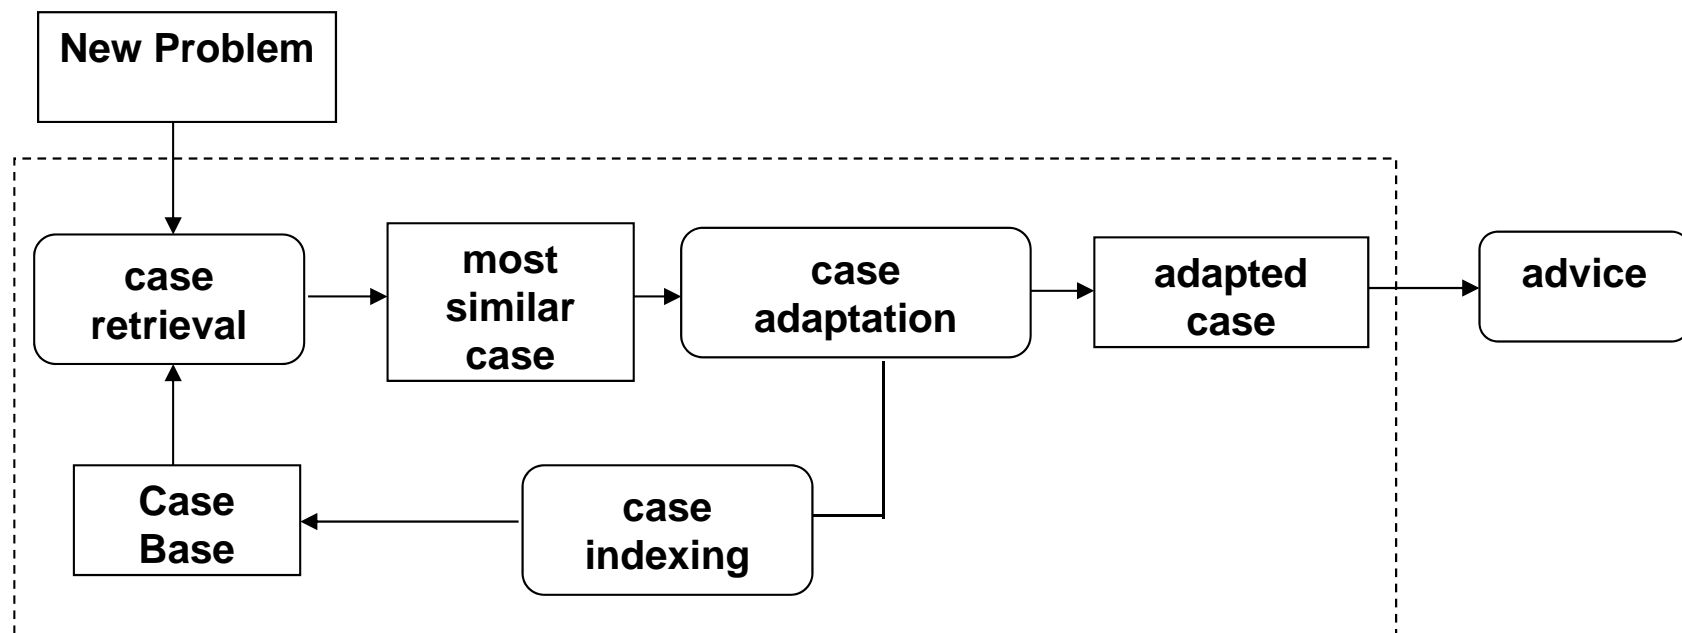 New Problem
case
retrieval
most
similar
case
case
adaptation
adapted
case
advice
Case
Base
case
indexing